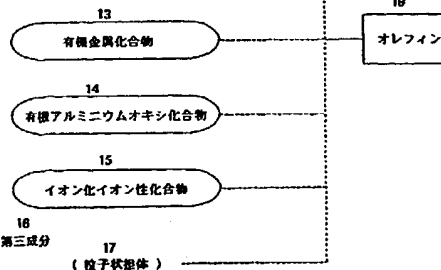 13
有機金属化合物
18
オレフィン
14
有機アルミニウムオキシ化合物
15
イオン化イオン性化合物
16
第三成分
17
( 粒子状担体 )